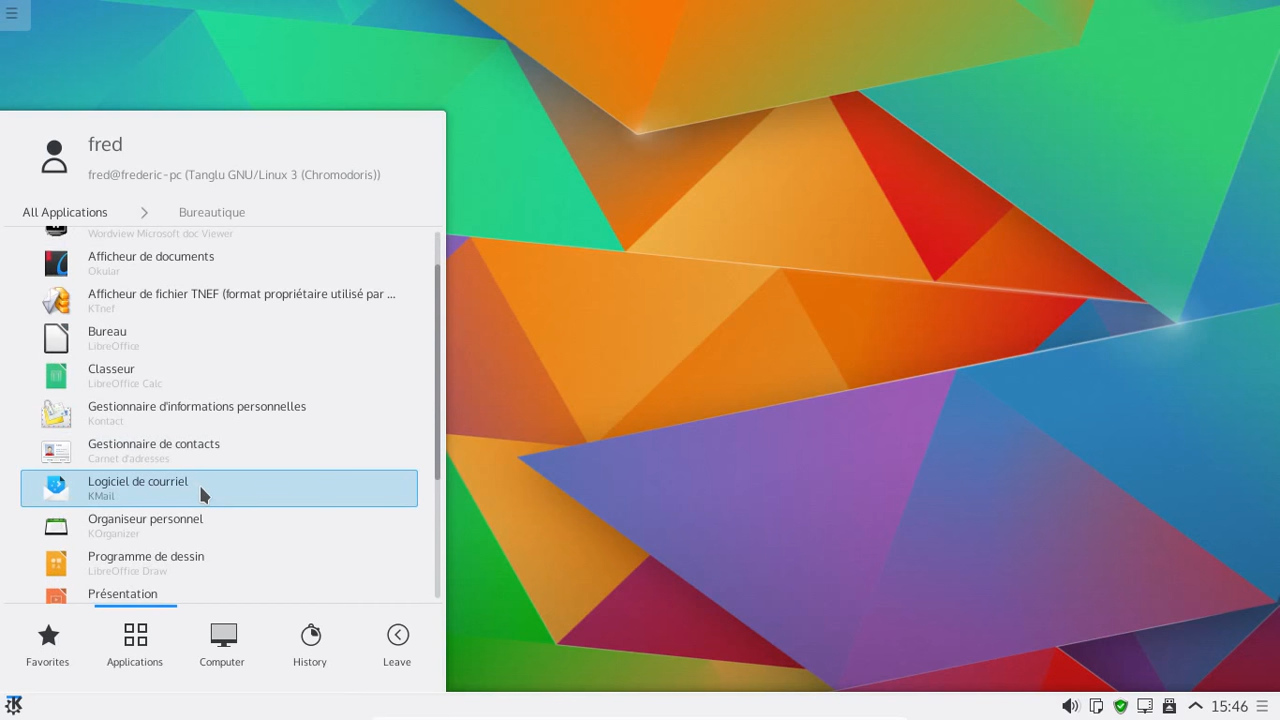 fred
fred@frederic-pc (Tanglu GNU/Linux 3 (Chromodoris))
All Applications
Bureautique
Wordview Microsoft doc Viewer
Afficheur de documents
Okular
Afficheur de fichier TNEF (format propriétaire utilisé par ...
KTnef
Bureau
LibreOffice
Classeur
LibreOffice Calc
Gestionnaire d'informations personnelles
Kontact
Gestionnaire de contacts
Carnet d'adresses
Logiciel de courriel
KMail
Organiseur personnel
KOrganizer
Programme de dessin
LibreOffice Draw
Présentation
Favorites
Applications
Computer
History
Leave
15:46